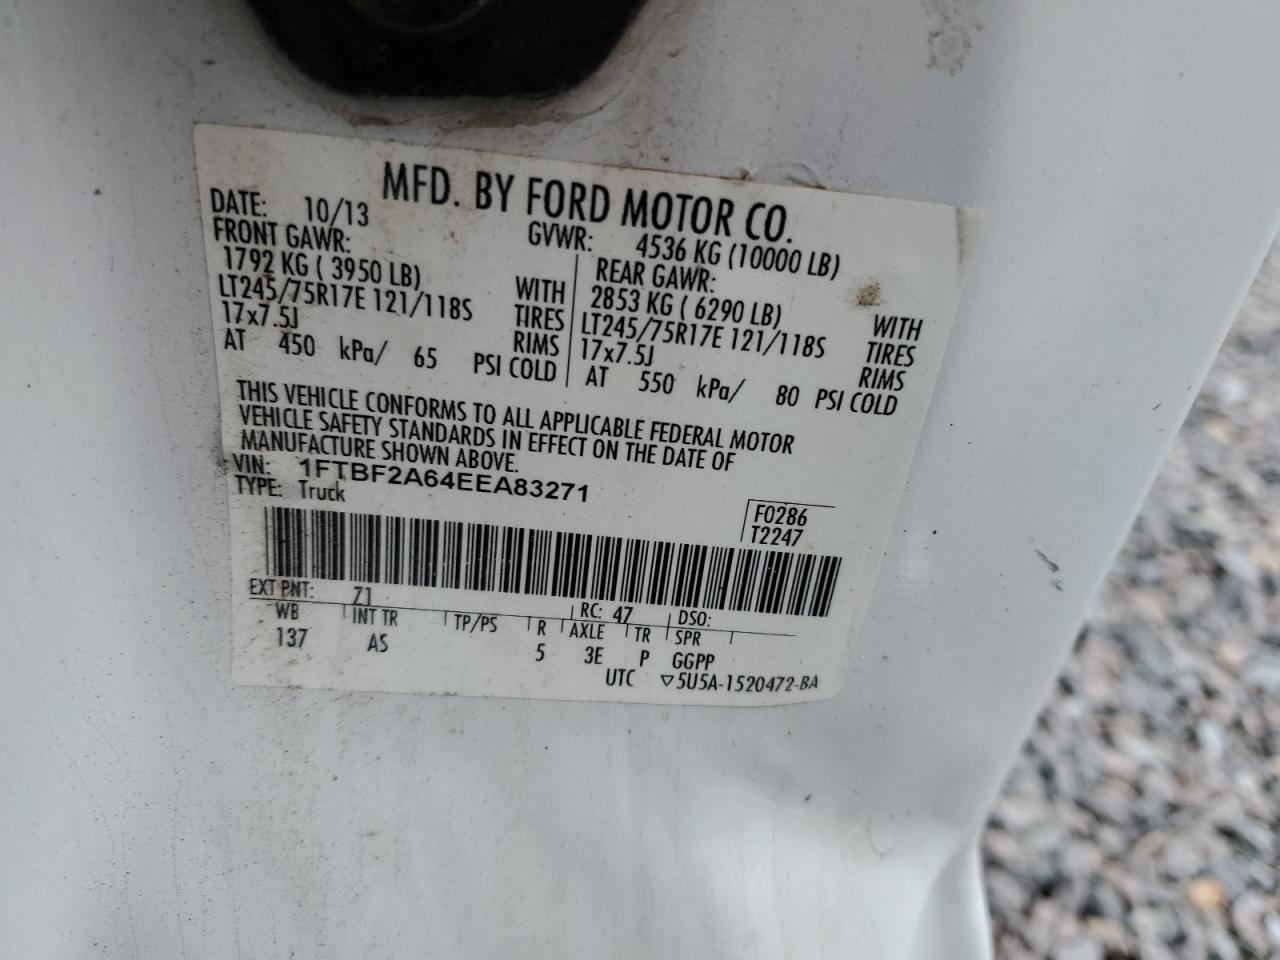 MFD. BY FORD MOTOR CO.
DATE: 10/13 GVWR: 4536 KG (10000 LB)
FRONT GAWR:
1792 KG ( 3950 LB) WITH
LT245/75R17E 121/118S TIRES
17x7.5J RIMS
AT 450 kPa/ 65 PSI COLD
REAR GAWR:
2853 KG ( 6290 LB) WITH
LT245/75R17E 121/118S TIRES
17x7.5J RIMS
AT 550 kPa/ 80 PSI COLD
THIS VEHICLE CONFORMS TO ALL APPLICABLE FEDERAL MOTOR
VEHICLE SAFETY STANDARDS IN EFFECT ON THE DATE OF
MANUFACTURE SHOWN ABOVE.
VIN: 1FTBF2A64EEA83271
TYPE: Truck
F0286
T2247
EXT PNT: Z1 RC: 47 DSO:
WB INT TR TP/PS R AXLE TR SPR
137 AS 5 3E P GGPP
UTC ▽5U5A-1520472-BA